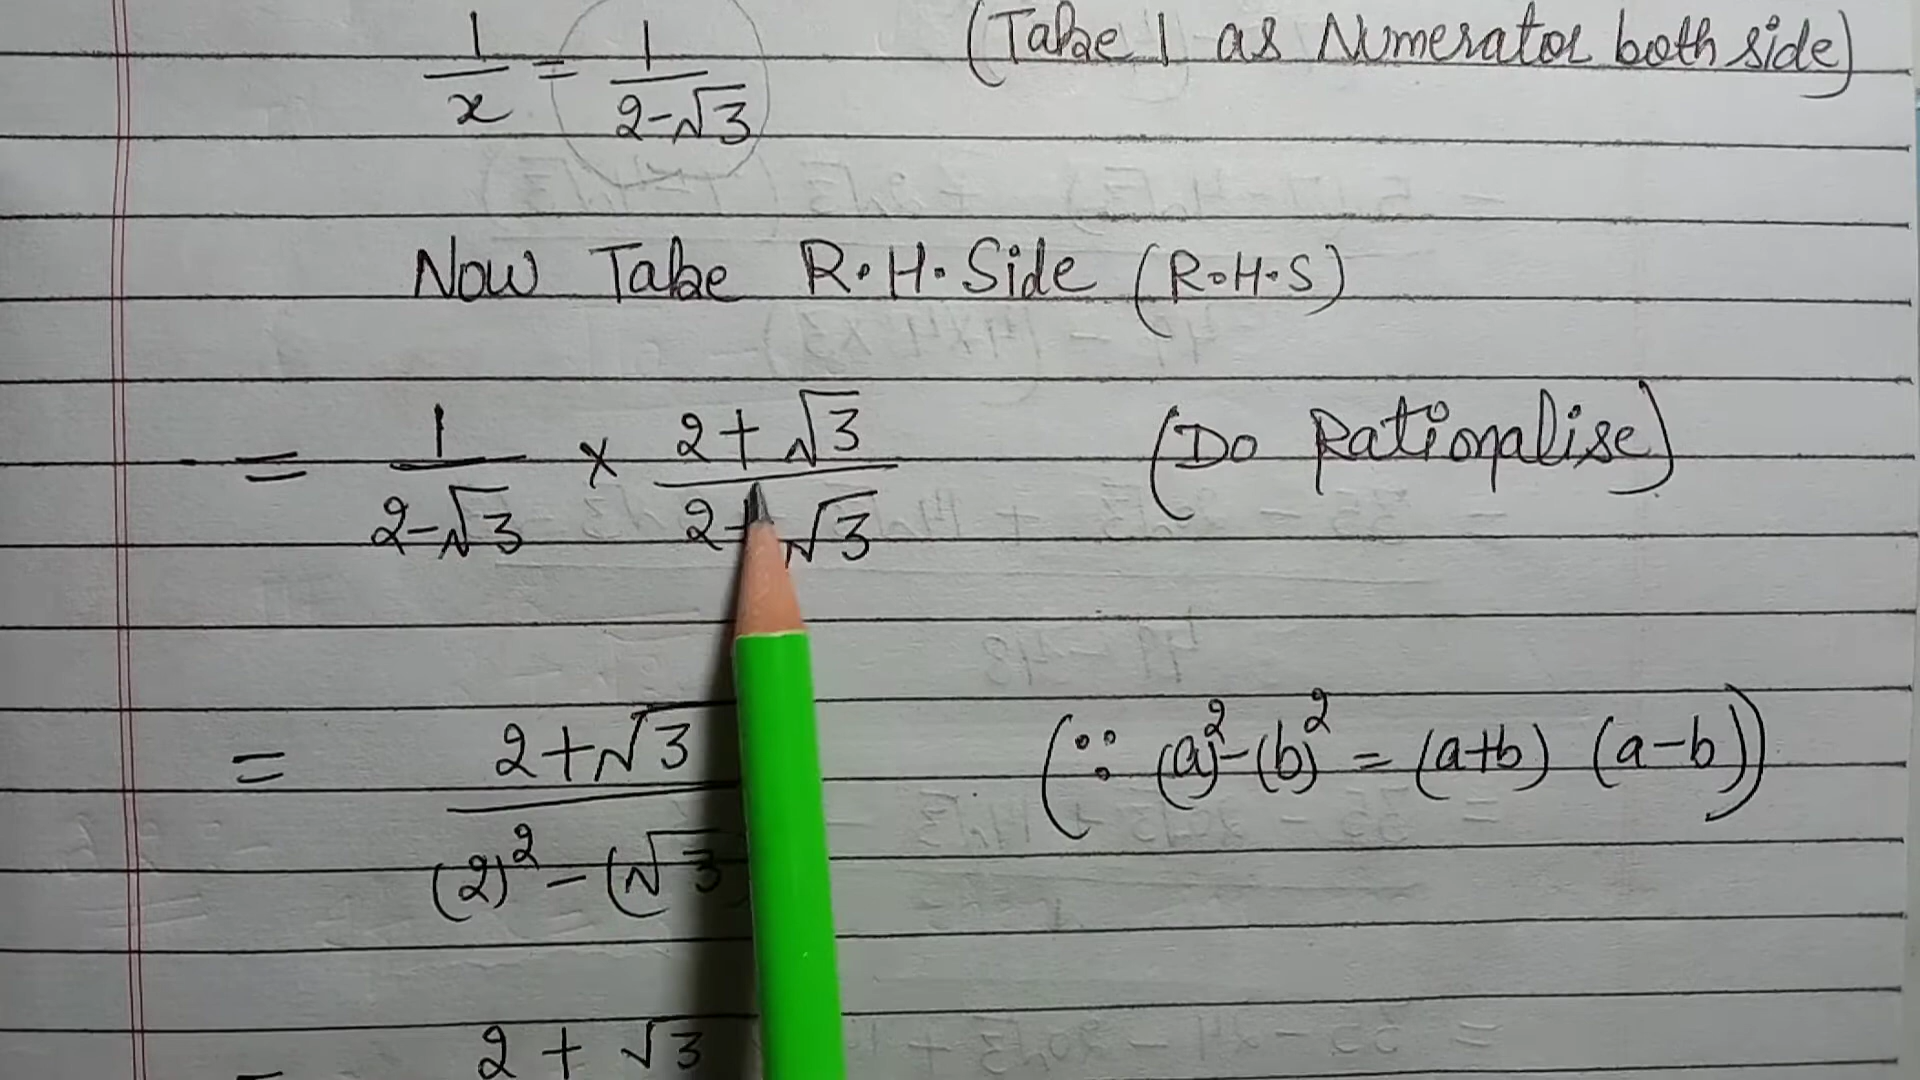 1/x = 1/(2-√3) (Take 1 as Numerator both side)
Now Take R.H.Side (R.H.S)
= 1/(2-√3) × (2+√3)/(2+√3) (Do Rationalise)
= (2+√3)/((2)²-(√3 (∵ (a)²-(b)² = (a+b) (a-b))
= 2+√3